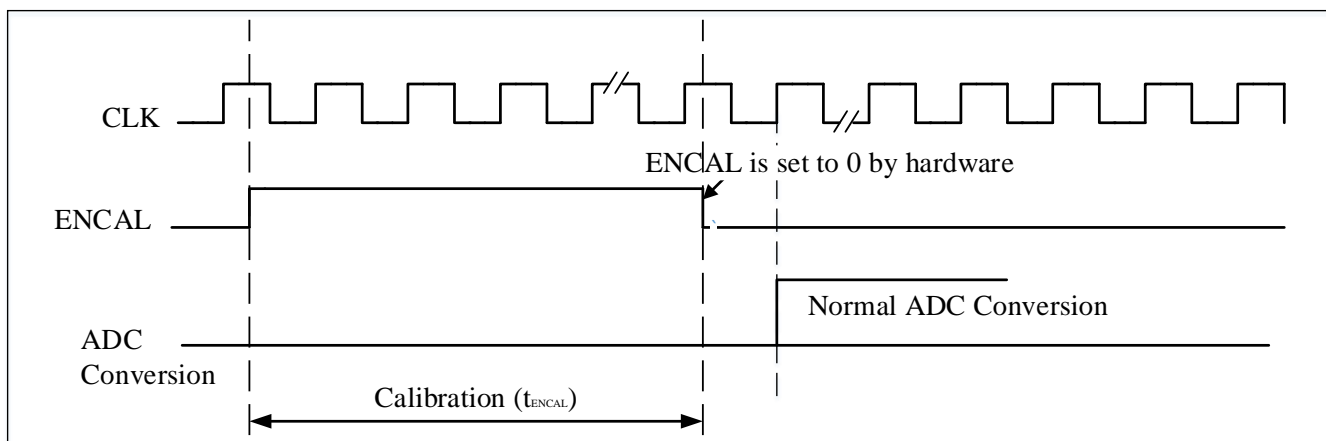 CLK
ENCAL is set to 0 by hardware
ENCAL
Normal ADC Conversion
ADC
Conversion
Calibration (tENCAL)